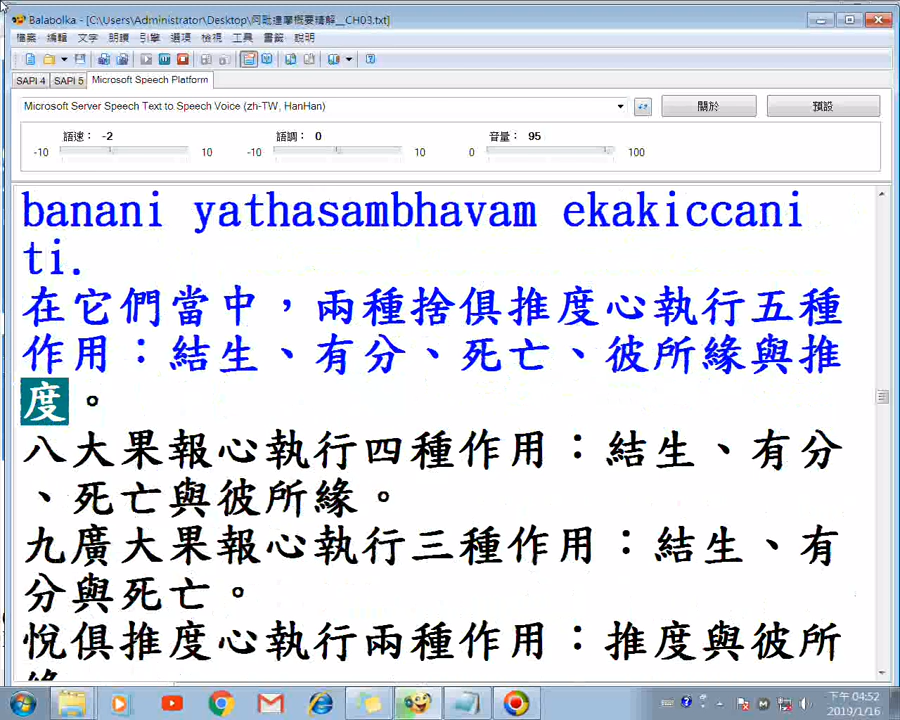 Balabolka - [C:\Users\Administrator\Desktop\阿毗達摩概要精解__CH03.txt]
檔案 編輯 文字 朗讀 引擎 選項 檢視 工具 書籤 說明
SAPI 4 SAPI 5 Microsoft Speech Platform
Microsoft Server Speech Text to Speech Voice (zh-TW, HanHan) 關於 預設
語速： -2 語調： 0 音量： 95
-10 10 -10 10 0 100
banani yathasambhavam ekakiccani
ti.
在它們當中，兩種捨俱推度心執行五種
作用：結生、有分、死亡、彼所緣與推
度。
八大果報心執行四種作用：結生、有分
、死亡與彼所緣。
九廣大果報心執行三種作用：結生、有
分與死亡。
悅俱推度心執行兩種作用：推度與彼所
下午 04:52
2019/1/16